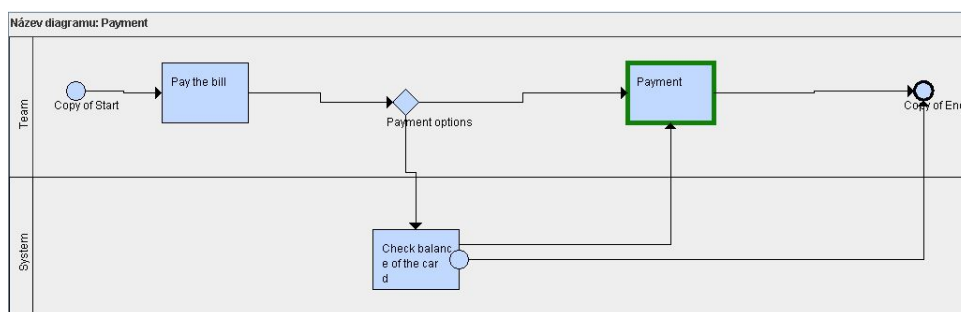 Název diagramu: Payment
Team
Copy of Start
Pay the bill
Payment options
Payment
Copy of End
System
Check balanc
e of the car
d